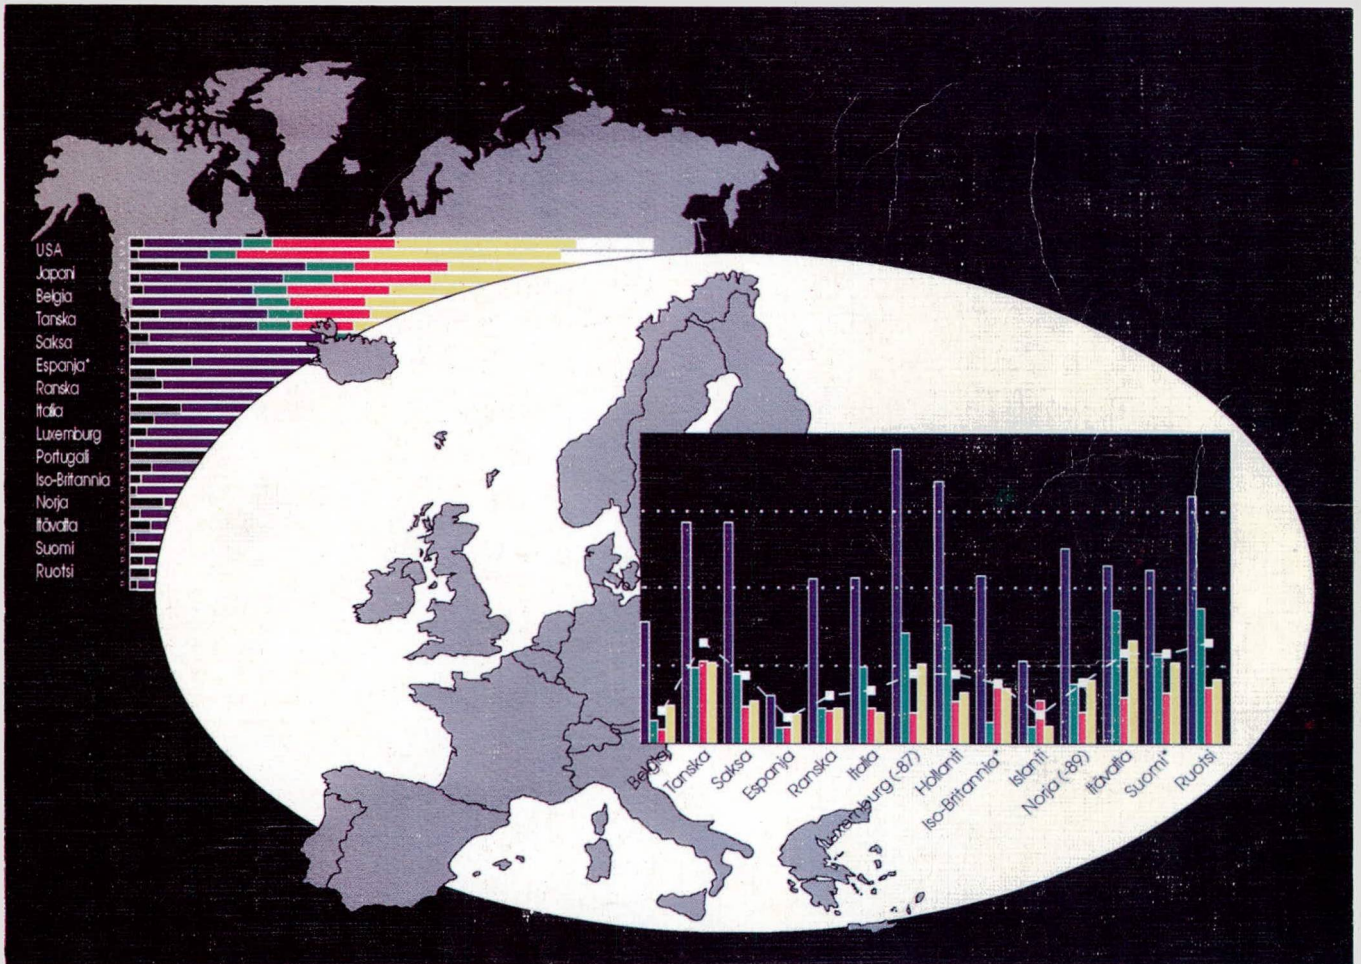 USA
Japani
Belgia
Tanska
Saksa
Espanja*
Ranska
Italia
Luxemburg
Portugali
Iso-Britannia
Norja
Itävalta
Suomi
Ruotsi
Belgia
Tanska
Saksa
Espanja
Ranska
Italia
Luxemburg (-87)
Hollanti
Iso-Britannia*
Islanti
Norja (-89)
Itävalta
Suomi*
Ruotsi